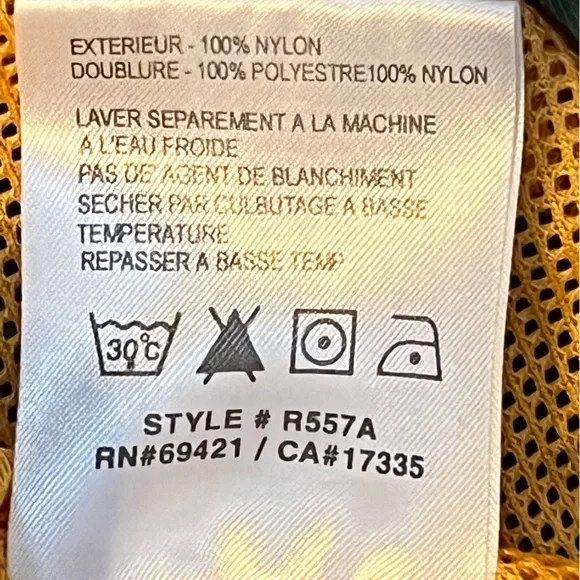 EXTERIEUR - 100% NYLON
DOUBLURE - 100% POLYESTRE100% NYLON
LAVER SEPAREMENT A LA MACHINE
A L'EAU FROIDE
PAS DE AGENT DE BLANCHIMENT
SECHER PAR CULBUTAGE A BASSE
TEMPERATURE
REPASSER A BASSE TEMP
30°C
STYLE # R557A
RN#69421 / CA#17335